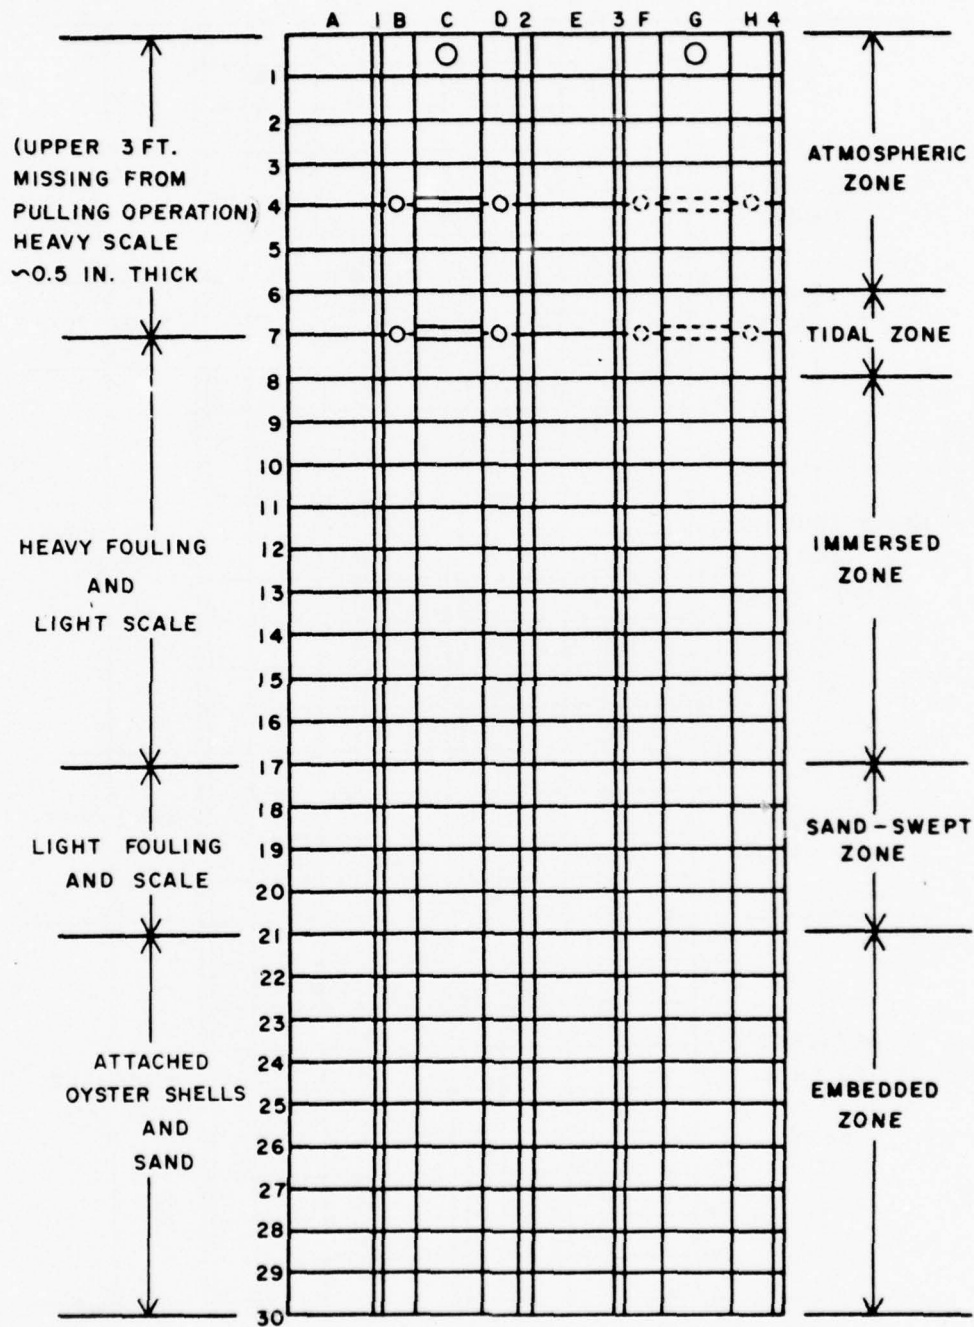 A 1 B C D 2 E 3 F G H 4
(UPPER 3 FT.
MISSING FROM
PULLING OPERATION)
HEAVY SCALE
~0.5 IN. THICK
HEAVY FOULING
AND
LIGHT SCALE
LIGHT FOULING
AND SCALE
ATTACHED
OYSTER SHELLS
AND
SAND
1
2
3
4
5
6
7
8
9
10
11
12
13
14
15
16
17
18
19
20
21
22
23
24
25
26
27
28
29
30
ATMOSPHERIC
ZONE
TIDAL ZONE
IMMERSED
ZONE
SAND-SWEPT
ZONE
EMBEDDED
ZONE